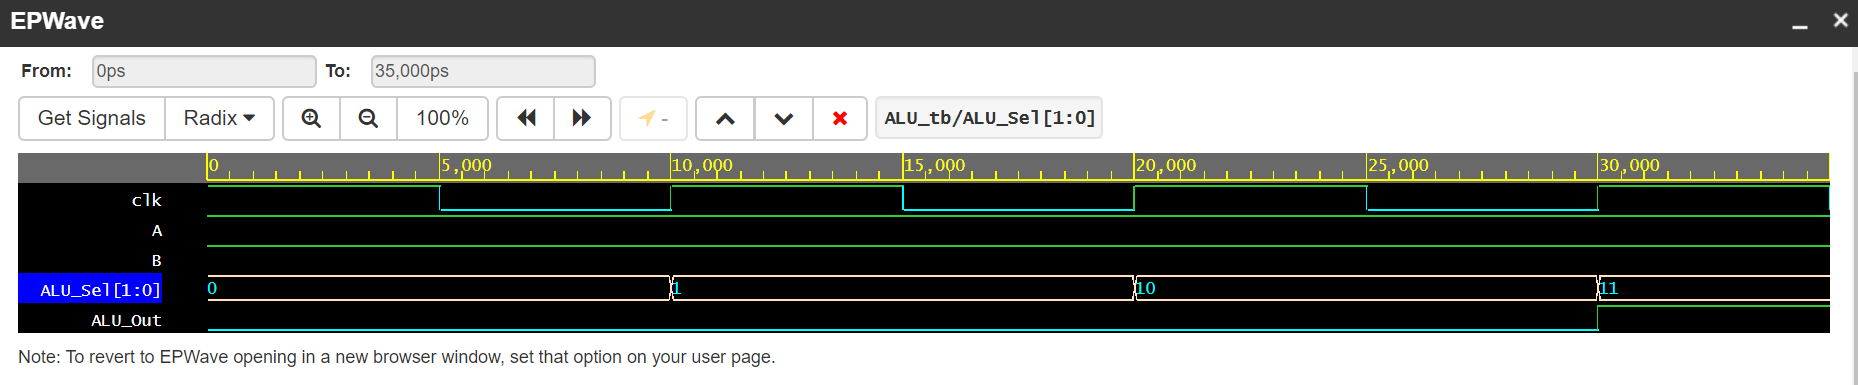 EPWave
From: 0ps To: 35,000ps
Get Signals Radix 100% - ALU_tb/ALU_Sel[1:0]
0 5,000 10,000 15,000 20,000 25,000 30,000
clk
A
B
ALU_Sel[1:0] 0 1 10 11
ALU_Out
Note: To revert to EPWave opening in a new browser window, set that option on your user page.